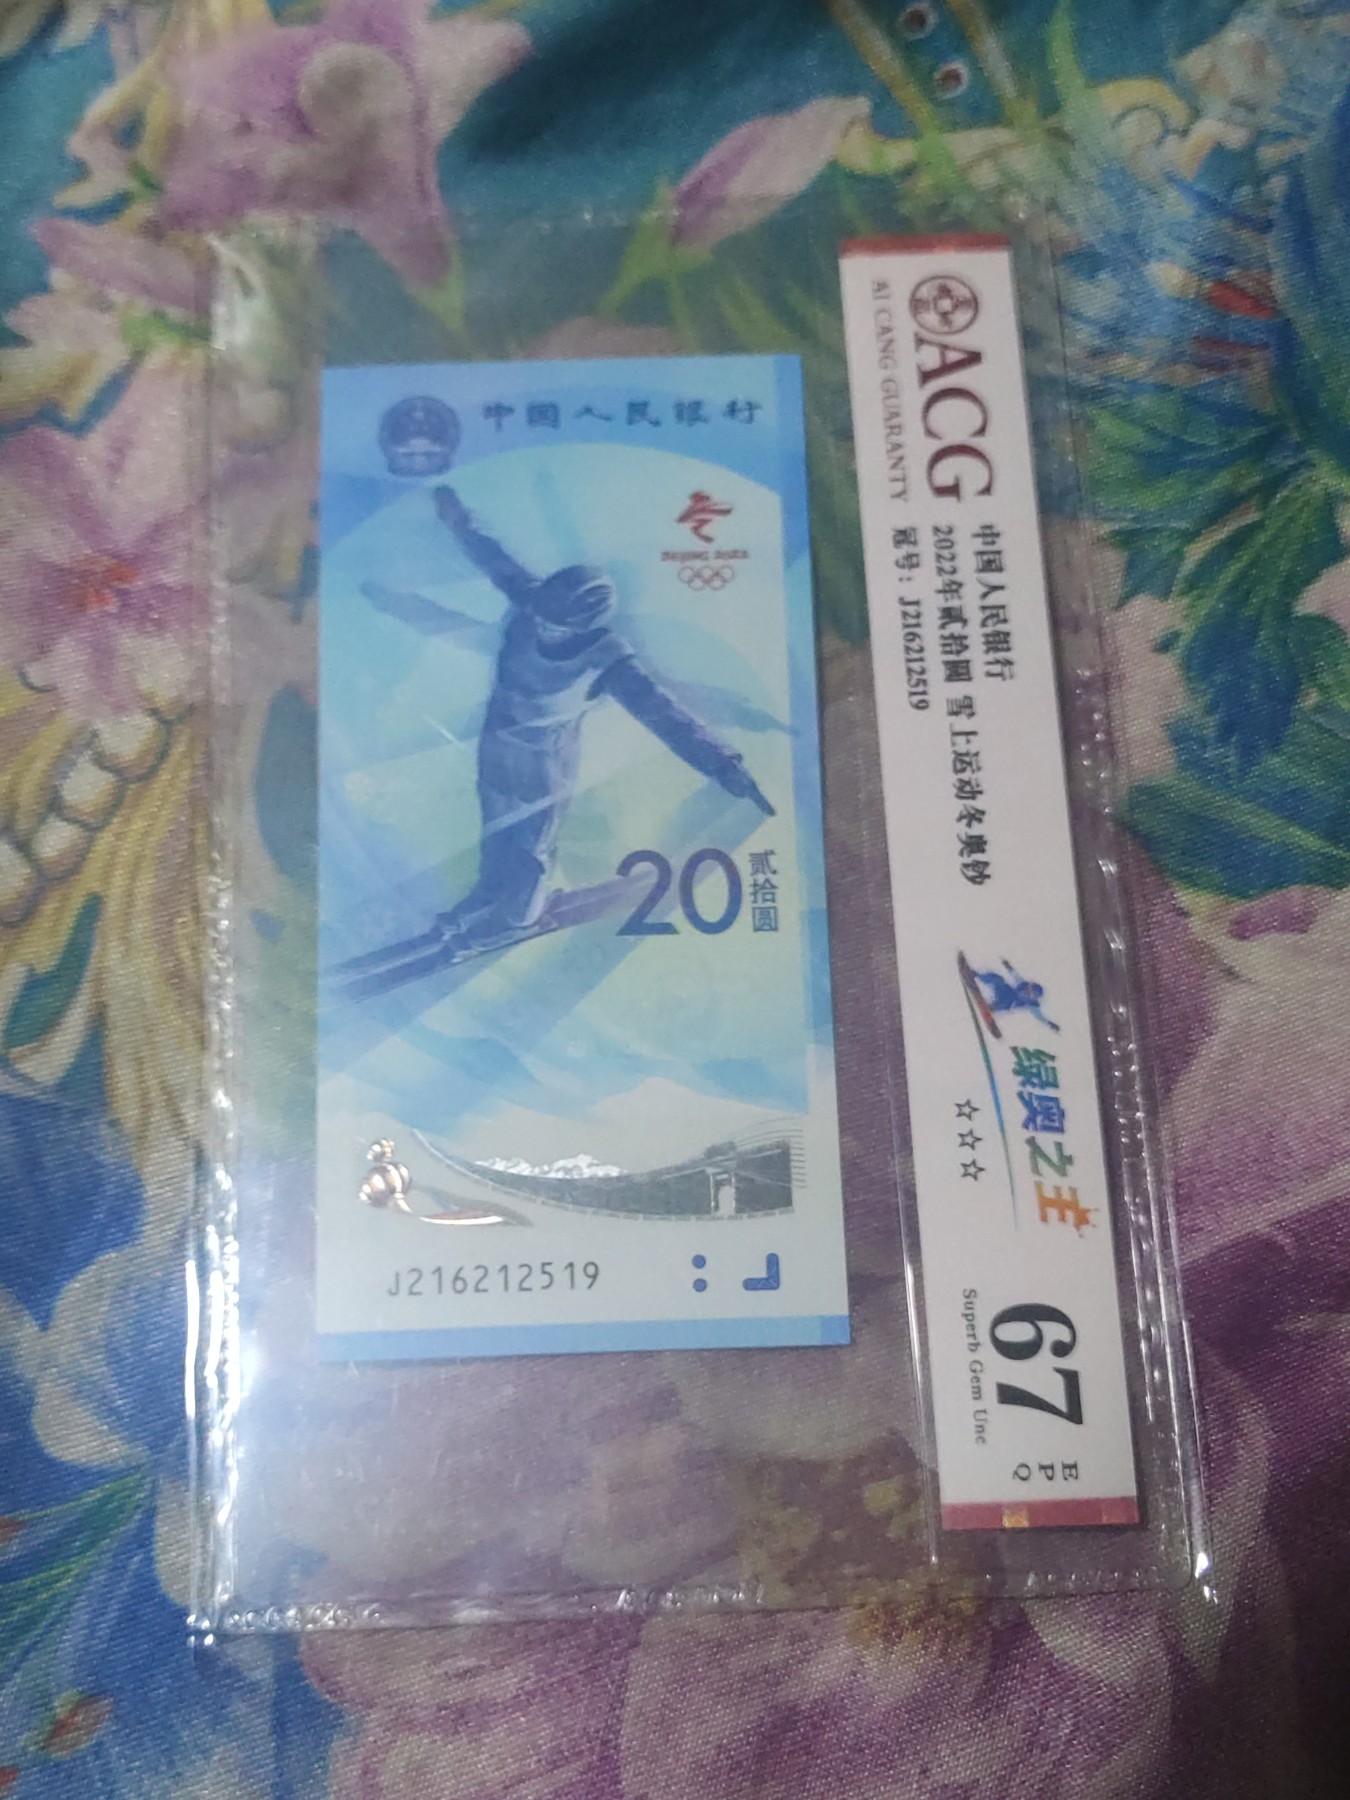 中国人民银行
BEIJING 2022
20
贰拾圆
J216212519
ACG
AI CANG GUARANTY
中国人民银行
2022年贰拾圆 雪上运动冬奥钞
冠号：J216212519
绿奥之主
☆☆☆
67
EPQ
Superb Gem Unc